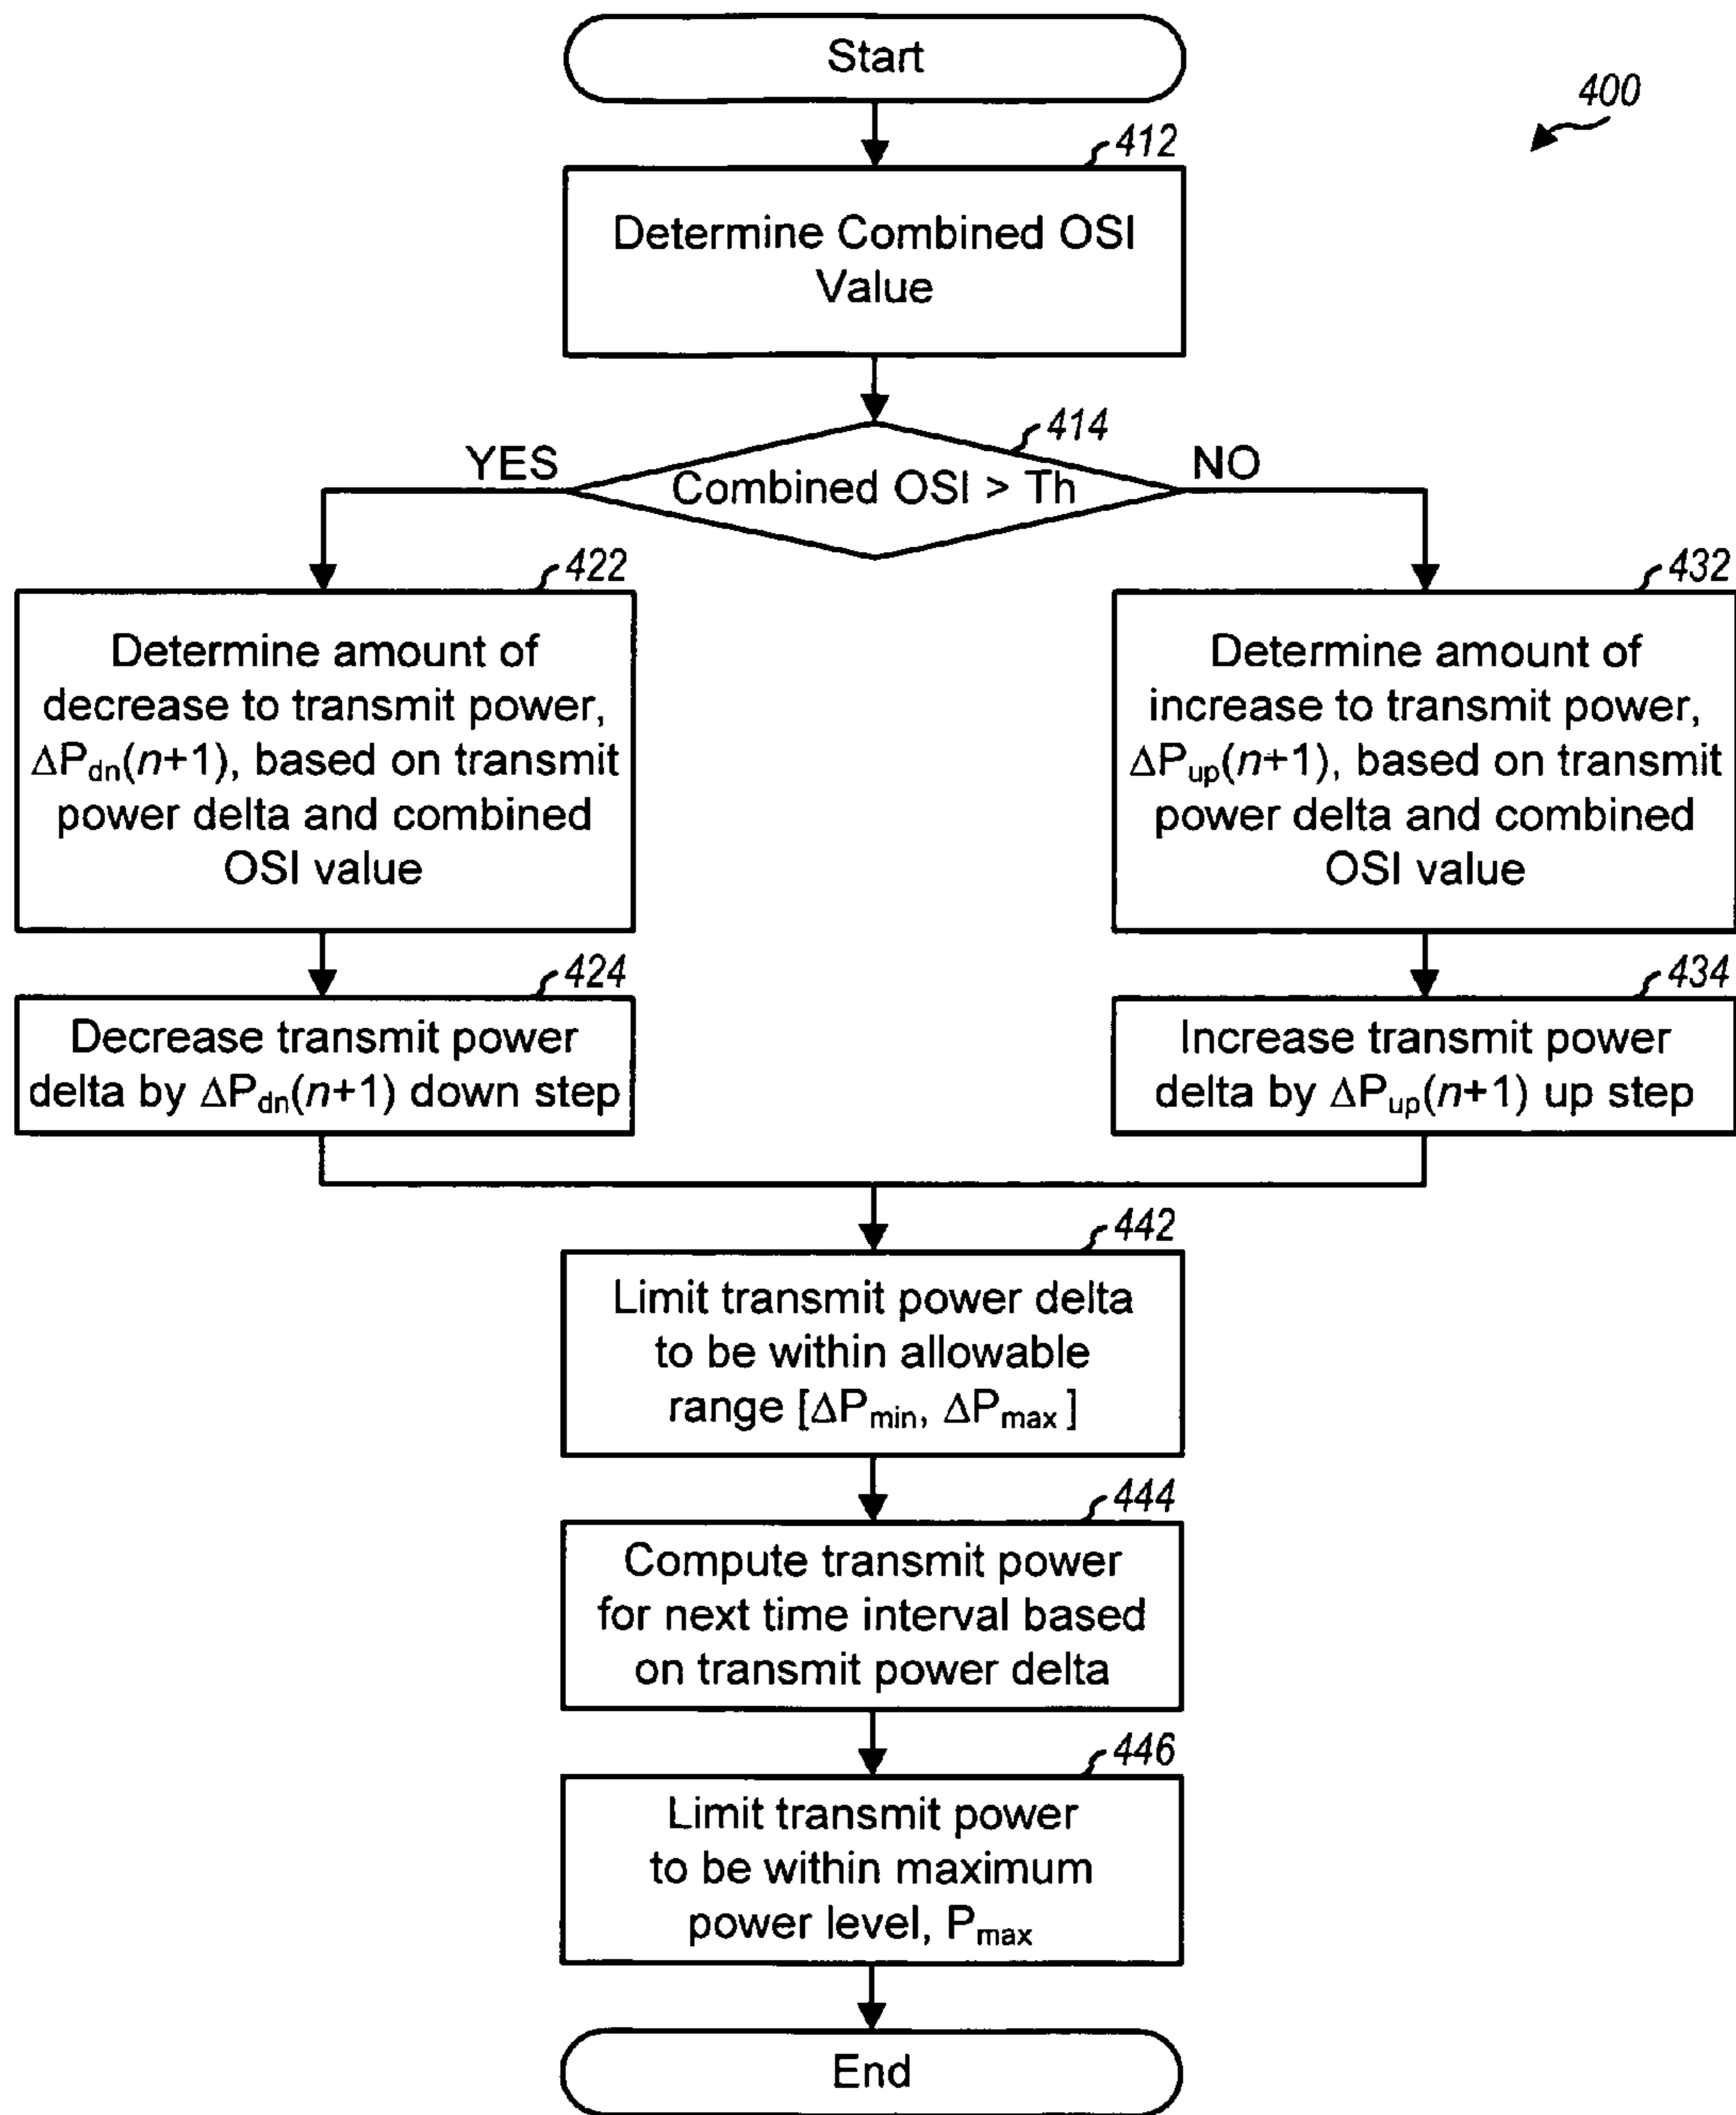 Start
400
412
Determine Combined OSI
Value
414
YES
Combined OSI > Th
NO
422
Determine amount of
decrease to transmit power,
ΔPdn(n+1), based on transmit
power delta and combined
OSI value
432
Determine amount of
increase to transmit power,
ΔPup(n+1), based on transmit
power delta and combined
OSI value
424
Decrease transmit power
delta by ΔPdn(n+1) down step
434
Increase transmit power
delta by ΔPup(n+1) up step
442
Limit transmit power delta
to be within allowable
range [ΔPmin, ΔPmax]
444
Compute transmit power
for next time interval based
on transmit power delta
446
Limit transmit power
to be within maximum
power level, Pmax
End